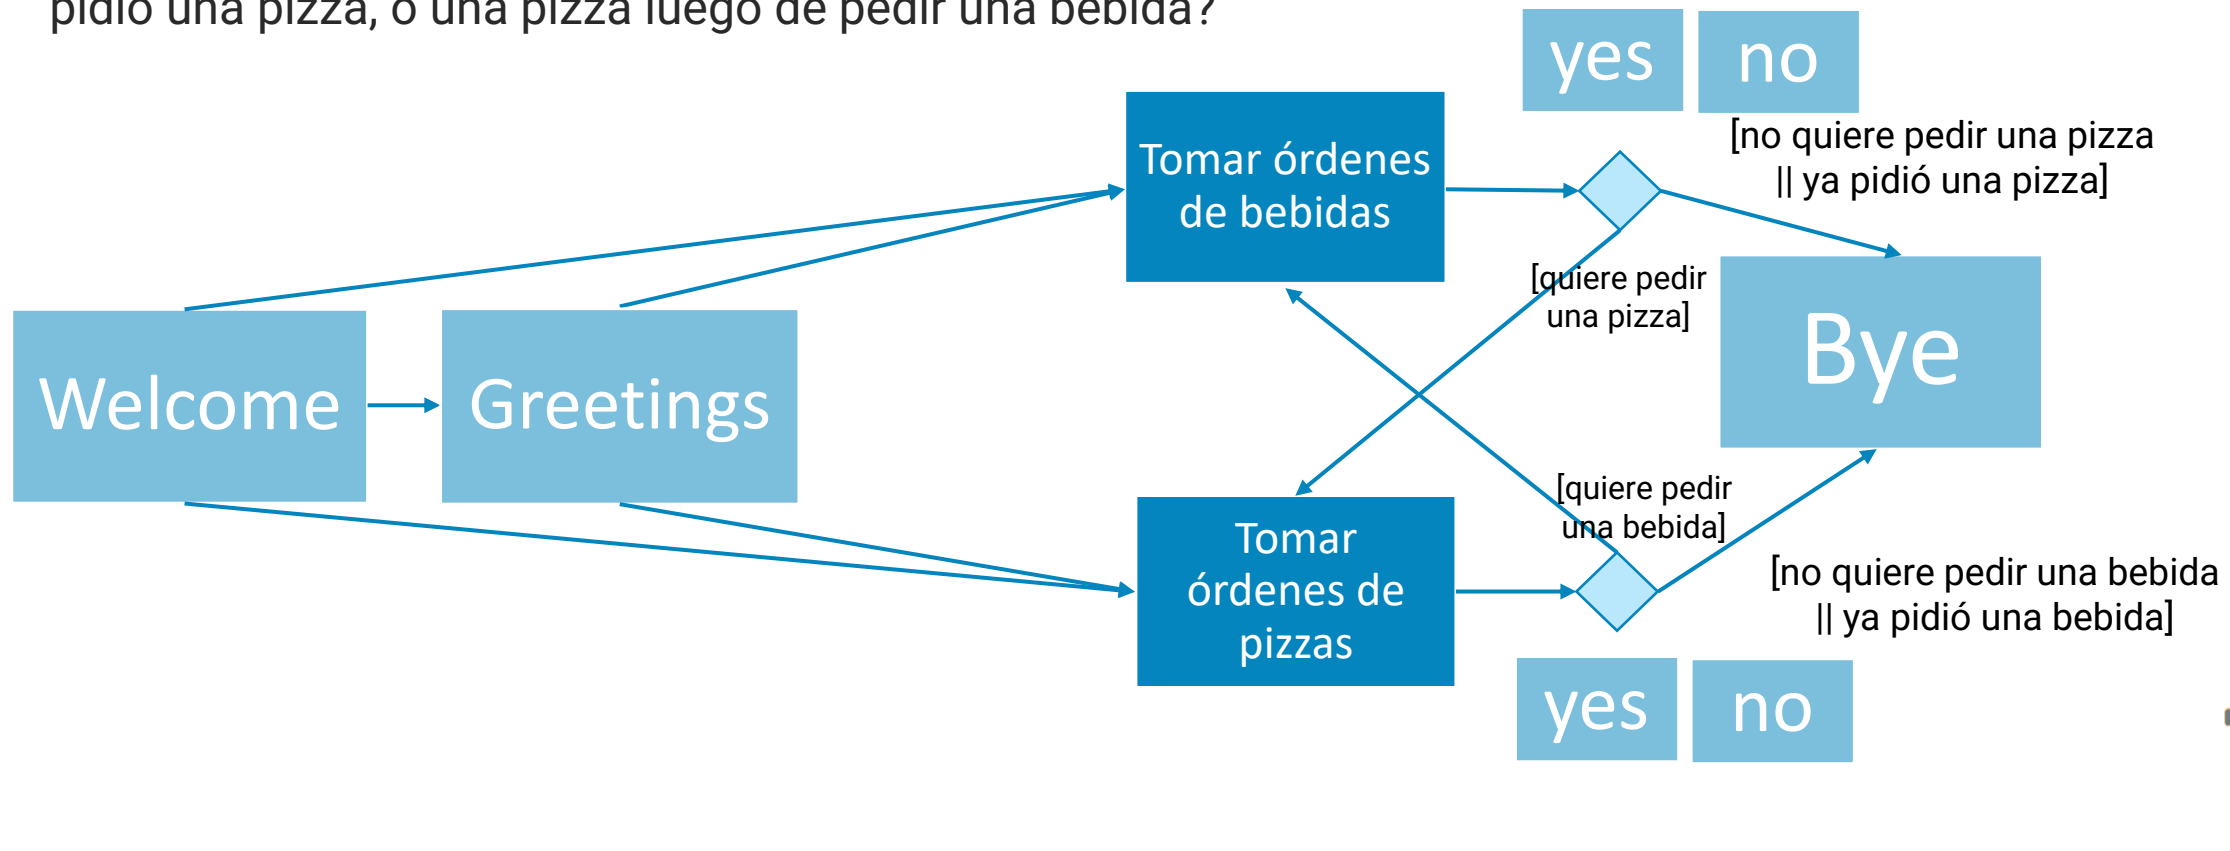 pidió una pizza, o una pizza luego de pedir una bebida?
yes
no
[no quiere pedir una pizza
|| ya pidió una pizza]
Tomar órdenes
de bebidas
[quiere pedir
una pizza]
Bye
Welcome
Greetings
[quiere pedir
una bebida]
Tomar
órdenes de
pizzas
[no quiere pedir una bebida
|| ya pidió una bebida]
yes
no